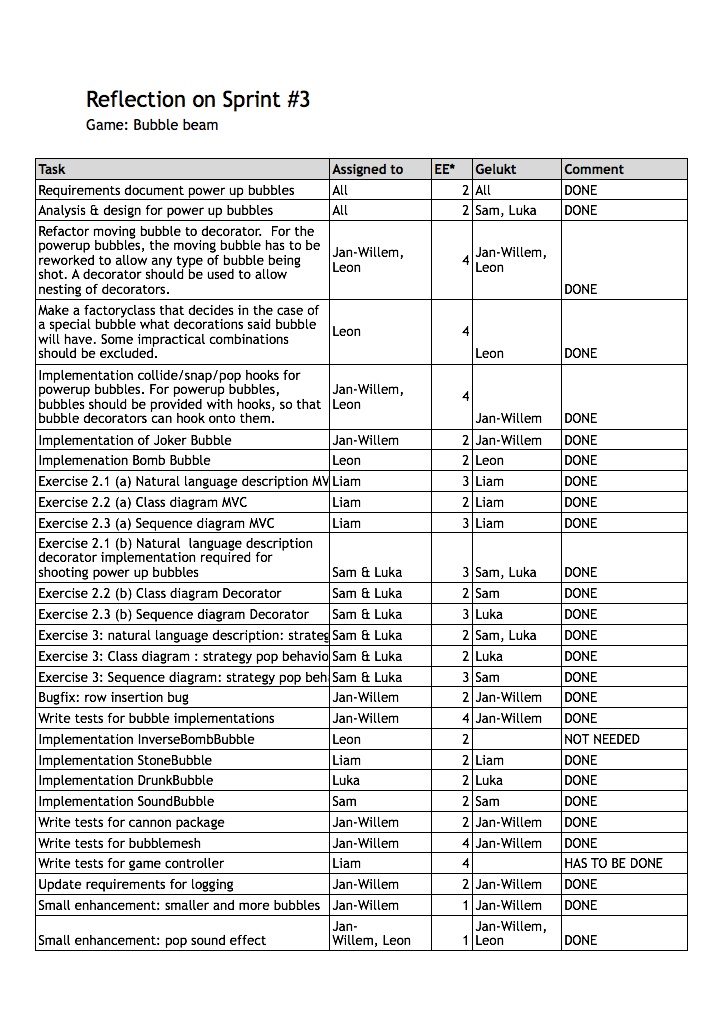 Reflection on Sprint #3
Game: Bubble beam
Task Assigned to EE* Gelukt Comment
Requirements document power up bubbles All 2 All DONE
Analysis & design for power up bubbles All 2 Sam, Luka DONE
Refactor moving bubble to decorator. For the
powerup bubbles, the moving bubble has to be
reworked to allow any type of bubble being
shot. A decorator should be used to allow
nesting of decorators.
Jan-Willem,
Leon
4
Jan-Willem,
Leon
DONE
Make a factoryclass that decides in the case of
a special bubble what decorations said bubble
will have. Some impractical combinations
should be excluded.
Leon
4
Leon
DONE
Implementation collide/snap/pop hooks for
powerup bubbles. For powerup bubbles,
bubbles should be provided with hooks, so that
bubble decorators can hook onto them.
Jan-Willem,
Leon
4
Jan-Willem
DONE
Implementation of Joker Bubble Jan-Willem 2 Jan-Willem DONE
Implemenation Bomb Bubble Leon 2 Leon DONE
Exercise 2.1 (a) Natural language description MV Liam 3 Liam DONE
Exercise 2.2 (a) Class diagram MVC Liam 2 Liam DONE
Exercise 2.3 (a) Sequence diagram MVC Liam 3 Liam DONE
Exercise 2.1 (b) Natural language description
decorator implementation required for
shooting power up bubbles
Sam & Luka 3 Sam, Luka DONE
Exercise 2.2 (b) Class diagram Decorator Sam & Luka 2 Sam DONE
Exercise 2.3 (b) Sequence diagram Decorator Sam & Luka 3 Luka DONE
Exercise 3: natural language description: strateg Sam & Luka 2 Sam, Luka DONE
Exercise 3: Class diagram : strategy pop behavio Sam & Luka 2 Luka DONE
Exercise 3: Sequence diagram: strategy pop beh Sam & Luka 3 Sam DONE
Bugfix: row insertion bug Jan-Willem 2 Jan-Willem DONE
Write tests for bubble implementations Jan-Willem 4 Jan-Willem DONE
Implementation InverseBombBubble Leon 2 NOT NEEDED
Implementation StoneBubble Liam 2 Liam DONE
Implementation DrunkBubble Luka 2 Luka DONE
Implementation SoundBubble Sam 2 Sam DONE
Write tests for cannon package Jan-Willem 2 Jan-Willem DONE
Write tests for bubblemesh Jan-Willem 4 Jan-Willem DONE
Write tests for game controller Liam 4 HAS TO BE DONE
Update requirements for logging Jan-Willem 2 Jan-Willem DONE
Small enhancement: smaller and more bubbles Jan-Willem 1 Jan-Willem DONE
Small enhancement: pop sound effect
Jan-
Willem, Leon
1
Jan-Willem,
Leon
DONE